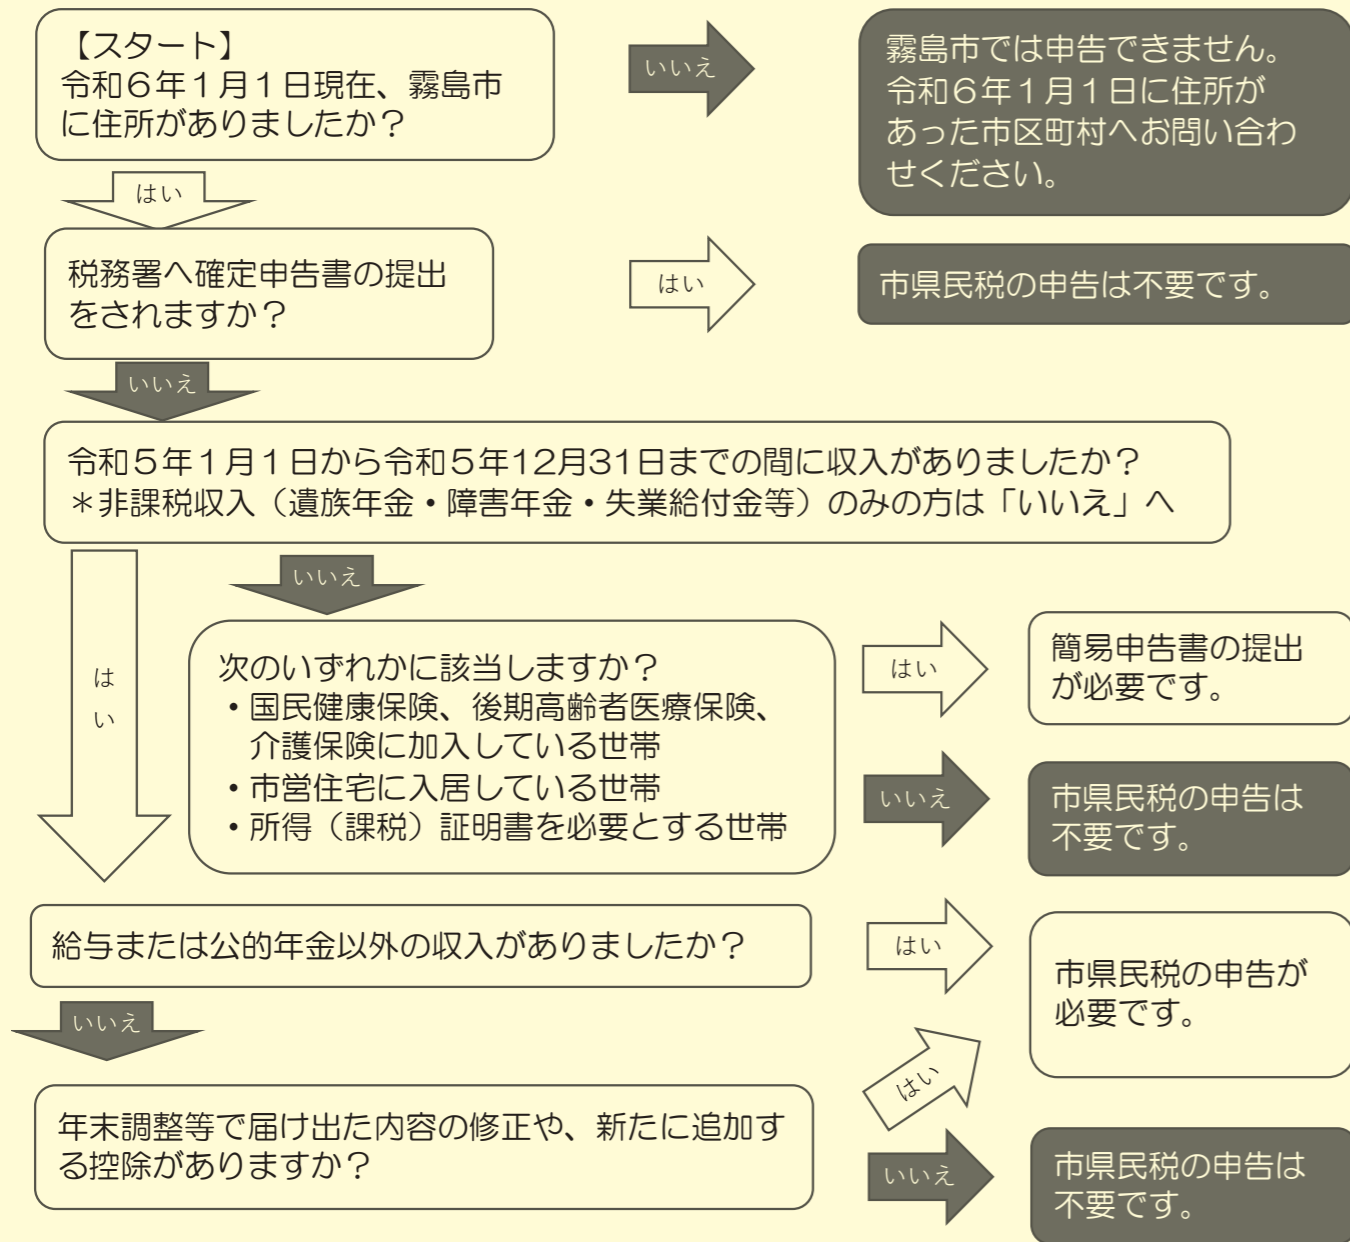 【スタート】
令和６年１月１日現在、霧島市
に住所がありましたか？
いいえ
霧島市では申告できません。
令和６年１月１日に住所が
あった市区町村へお問い合わ
せください。
はい
税務署へ確定申告書の提出
をされますか？
はい
市県民税の申告は不要です。
いいえ
令和５年１月１日から令和５年12月31日までの間に収入がありましたか？
＊非課税収入（遺族年金・障害年金・失業給付金等）のみの方は「いいえ」へ
はい
いいえ
次のいずれかに該当しますか？
・国民健康保険、後期高齢者医療保険、
介護保険に加入している世帯
・市営住宅に入居している世帯
・所得（課税）証明書を必要とする世帯
はい
簡易申告書の提出
が必要です。
いいえ
市県民税の申告は
不要です。
給与または公的年金以外の収入がありましたか？
はい
市県民税の申告が
必要です。
いいえ
年末調整等で届け出た内容の修正や、新たに追加す
る控除がありますか？
はい
いいえ
市県民税の申告は
不要です。